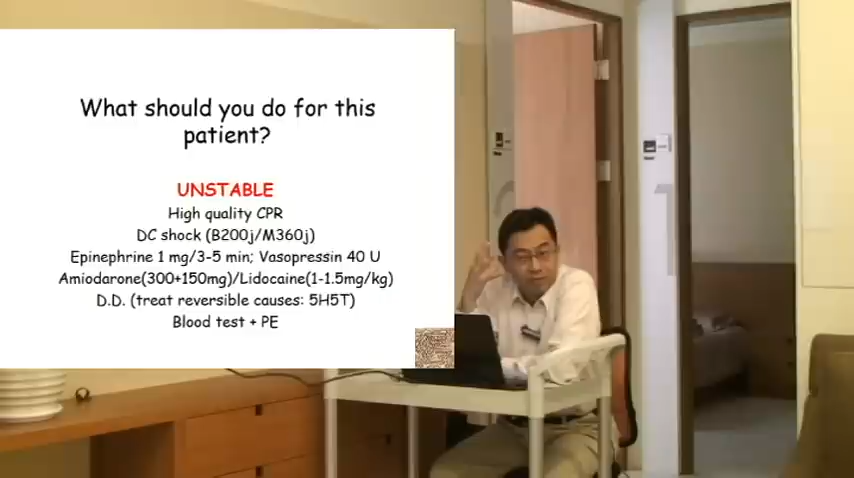 What should you do for this
patient?
UNSTABLE
High quality CPR
DC shock (B200j/M360j)
Epinephrine 1 mg/3-5 min; Vasopressin 40 U
Amiodarone(300+150mg)/Lidocaine(1-1.5mg/kg)
D.D. (treat reversible causes: 5H5T)
Blood test + PE